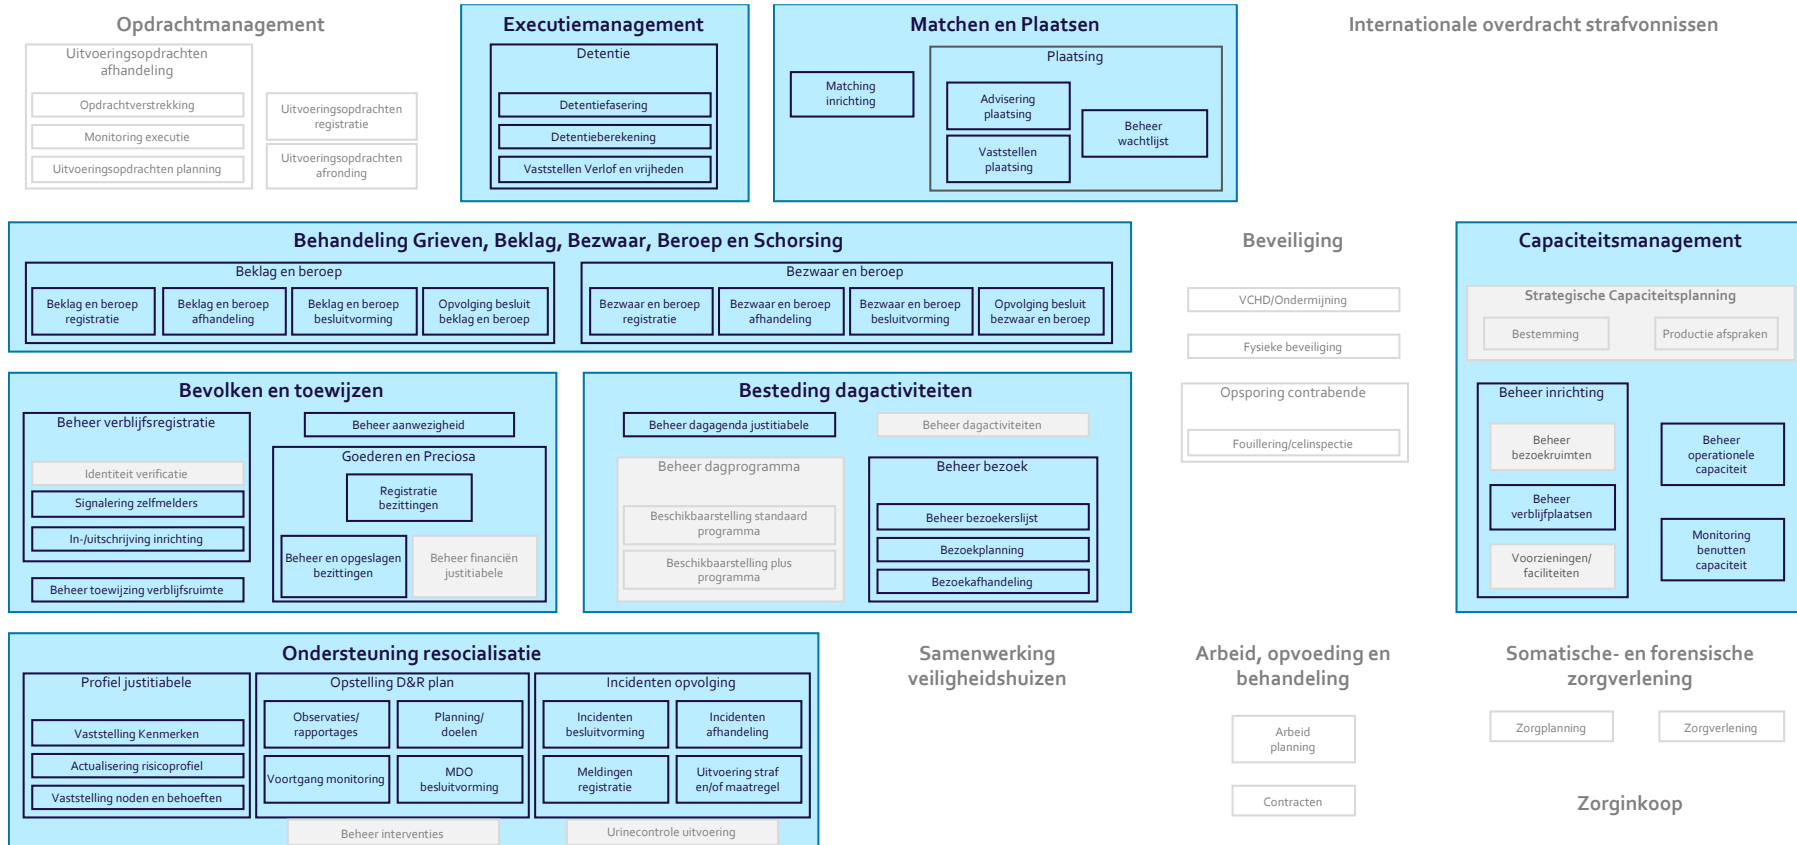 Opdrachtmanagement
Uitvoeringsopdrachten
afhandeling
Opdrachtverstrekking
Monitoring executie
Uitvoeringsopdrachten planning
Uitvoeringsopdrachten
registratie
Uitvoeringsopdrachten
afronding
Executiemanagement
Detentie
Detentiefasering
Detentieberekening
Vaststellen Verlof en vrijheden
Matchen en Plaatsen
Matching
inrichting
Plaatsing
Advisering
plaatsing
Vaststellen
plaatsing
Beheer
wachtlijst
Internationale overdracht strafvonnissen
Behandeling Grieven, Beklag, Bezwaar, Beroep en Schorsing
Beklag en beroep
Beklag en beroep
registratie
Beklag en beroep
afhandeling
Beklag en beroep
besluitvorming
Opvolging besluit
beklag en beroep
Bezwaar en beroep
Bezwaar en beroep
registratie
Bezwaar en beroep
afhandeling
Bezwaar en beroep
besluitvorming
Opvolging besluit
bezwaar en beroep
Beveiliging
VCHD/Ondermijning
Fysieke beveiliging
Opsporing contrabende
Fouillering/celinspectie
Capaciteitsmanagement
Strategische Capaciteitsplanning
Bestemming
Productie afspraken
Beheer inrichting
Beheer
bezoekruimten
Beheer
verblijfplaatsen
Voorzieningen/
faciliteiten
Beheer
operationele
capaciteit
Monitoring
benutten
capaciteit
Bevolken en toewijzen
Beheer verblijfsregistratie
Identiteit verificatie
Signalering zelfmelders
In-/uitschrijving inrichting
Beheer toewijzing verblijfsruimte
Beheer aanwezigheid
Goederen en Preciosa
Registratie
bezittingen
Beheer en opgeslagen
bezittingen
Beheer financiën
justitiabele
Besteding dagactiviteiten
Beheer dagagenda justitiabele
Beheer dagactiviteiten
Beheer dagprogramma
Beschikbaarstelling standaard
programma
Beschikbaarstelling plus
programma
Beheer bezoek
Beheer bezoekerslijst
Bezoekplanning
Bezoekafhandeling
Ondersteuning resocialisatie
Profiel justitiabele
Vaststelling Kenmerken
Actualisering risicoprofiel
Vaststelling noden en behoeften
Opstelling D&R plan
Observaties/
rapportages
Planning/
doelen
Voortgang monitoring
MDO
besluitvorming
Beheer interventies
Incidenten opvolging
Incidenten
besluitvorming
Incidenten
afhandeling
Meldingen
registratie
Uitvoering straf
en/of maatregel
Urinecontrole uitvoering
Samenwerking
veiligheidshuizen
Arbeid, opvoeding en
behandeling
Arbeid
planning
Contracten
Somatische- en forensische
zorgverlening
Zorgplanning
Zorgverlening
Zorginkoop